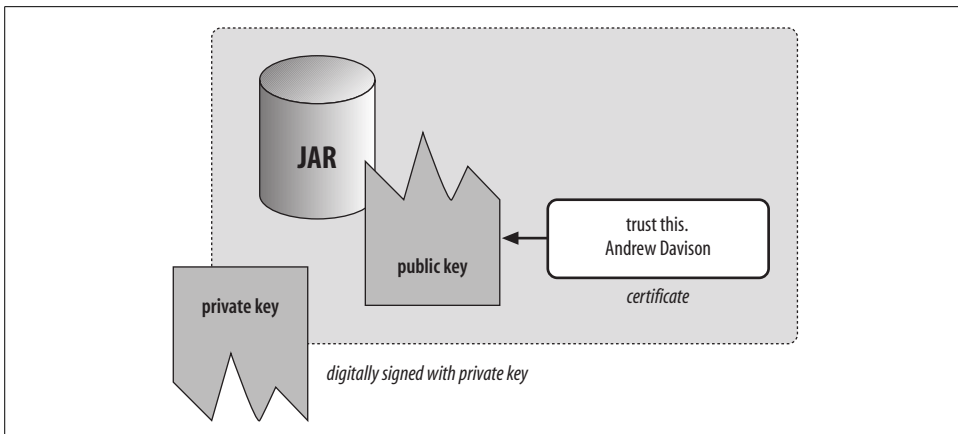 JAR
public key
trust this.
Andrew Davison
certificate
private key
digitally signed with private key